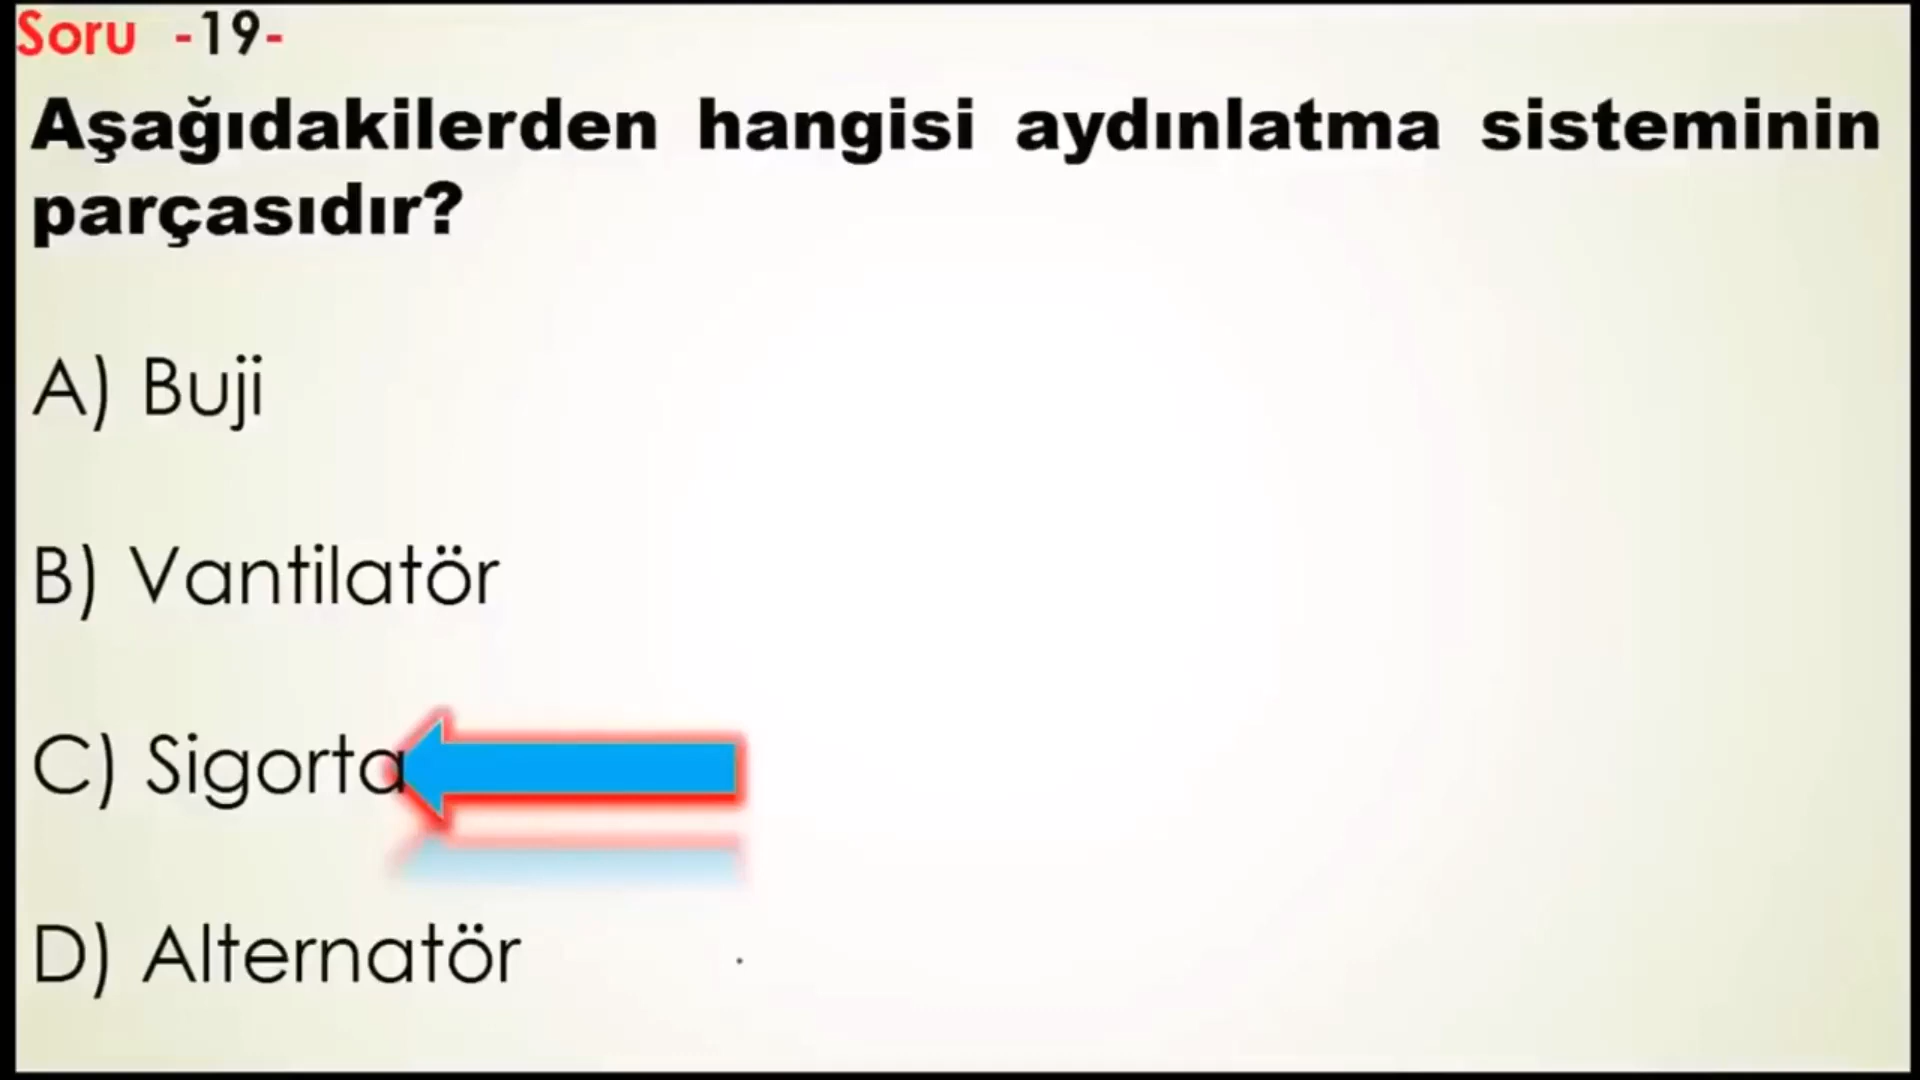 Soru -19-
Aşağıdakilerden hangisi aydınlatma sisteminin
parçasıdır?
A) Buji
B) Vantilatör
C) Sigorta
D) Alternatör